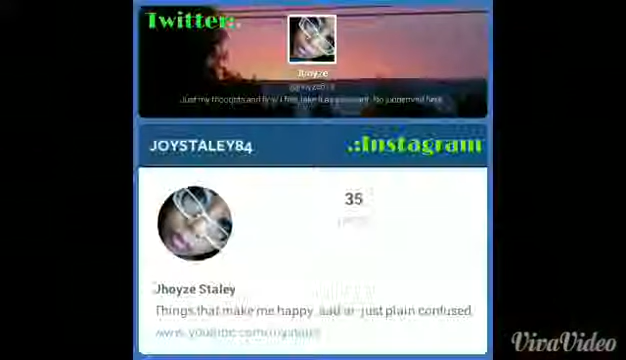 Twitter:.
Jhoyze
Just my thoughts and how I feel, take it as you want. No judgement here.
JOYSTALEY84
.:Instagram
35
posts
Jhoyze Staley
Things that make me happy, sad or just plain confused.
VivaVideo